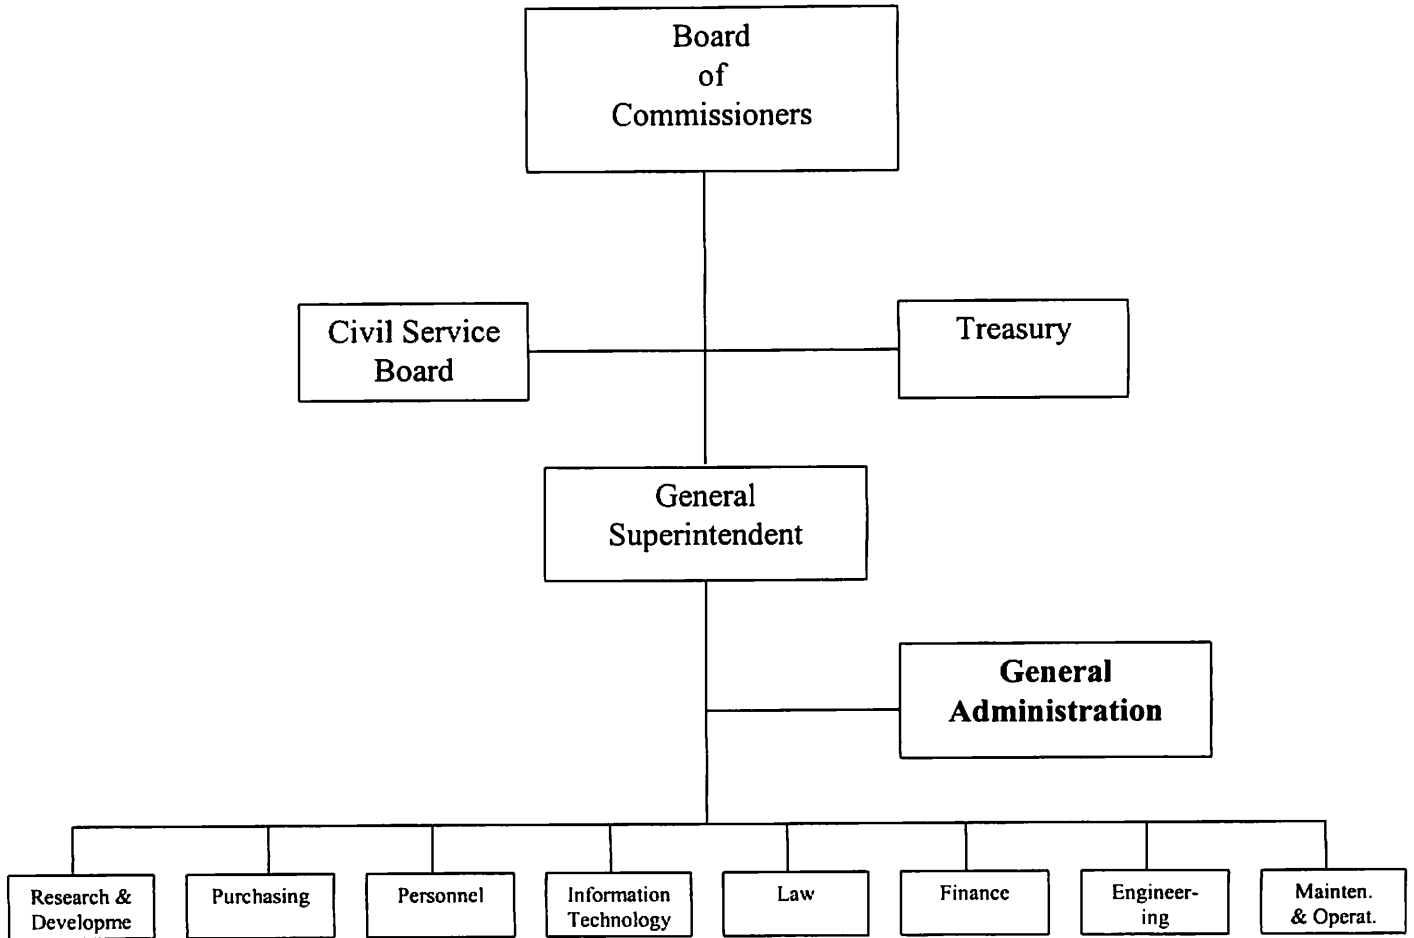 Board
of
Commissioners
Civil Service
Board
Treasury
General
Superintendent
General
Administration
Research &
Developme
Purchasing
Personnel
Information
Technology
Law
Finance
Engineer-
ing
Mainten.
& Operat.